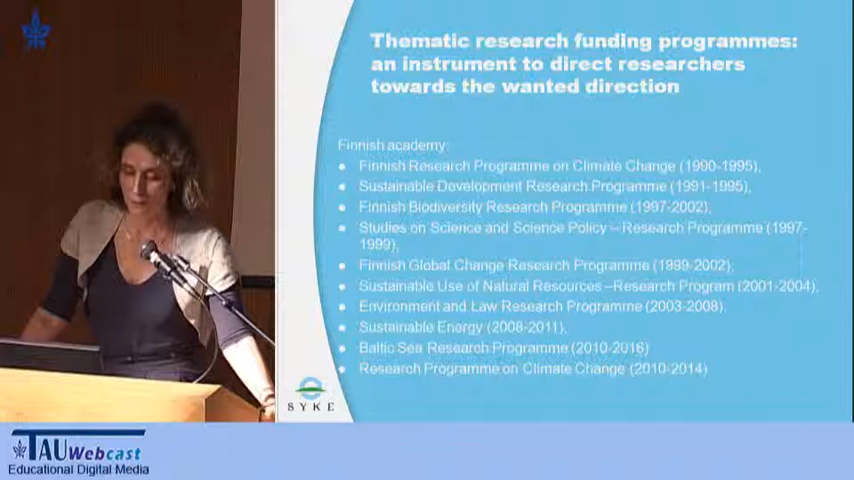 Thematic research funding programmes:
an instrument to direct researchers
towards the wanted direction
Finnish academy:
• Finnish Research Programme on Climate Change (1990-1995),
• Sustainable Development Research Programme (1991-1995),
• Finnish Biodiversity Research Programme (1997-2002),
• Studies on Science and Science Policy – Research Programme (1997-
1999),
• Finnish Global Change Research Programme (1999-2002),
• Sustainable Use of Natural Resources –Research Program (2001-2004),
• Environment and Law Research Programme (2003-2008),
• Sustainable Energy (2008-2011),
• Baltic Sea Research Programme (2010-2016)
• Research Programme on Climate Change (2010-2014)
SYKE
TAU Webcast
Educational Digital Media